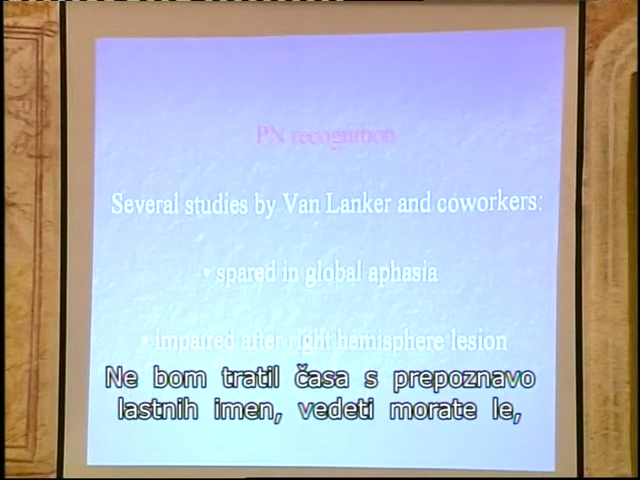 PN recognition
Several studies by Van Lanker and coworkers:
• spared in global aphasia
• impaired after right hemisphere lesion
Ne bom tratil časa s prepoznavo
lastnih imen, vedeti morate le,